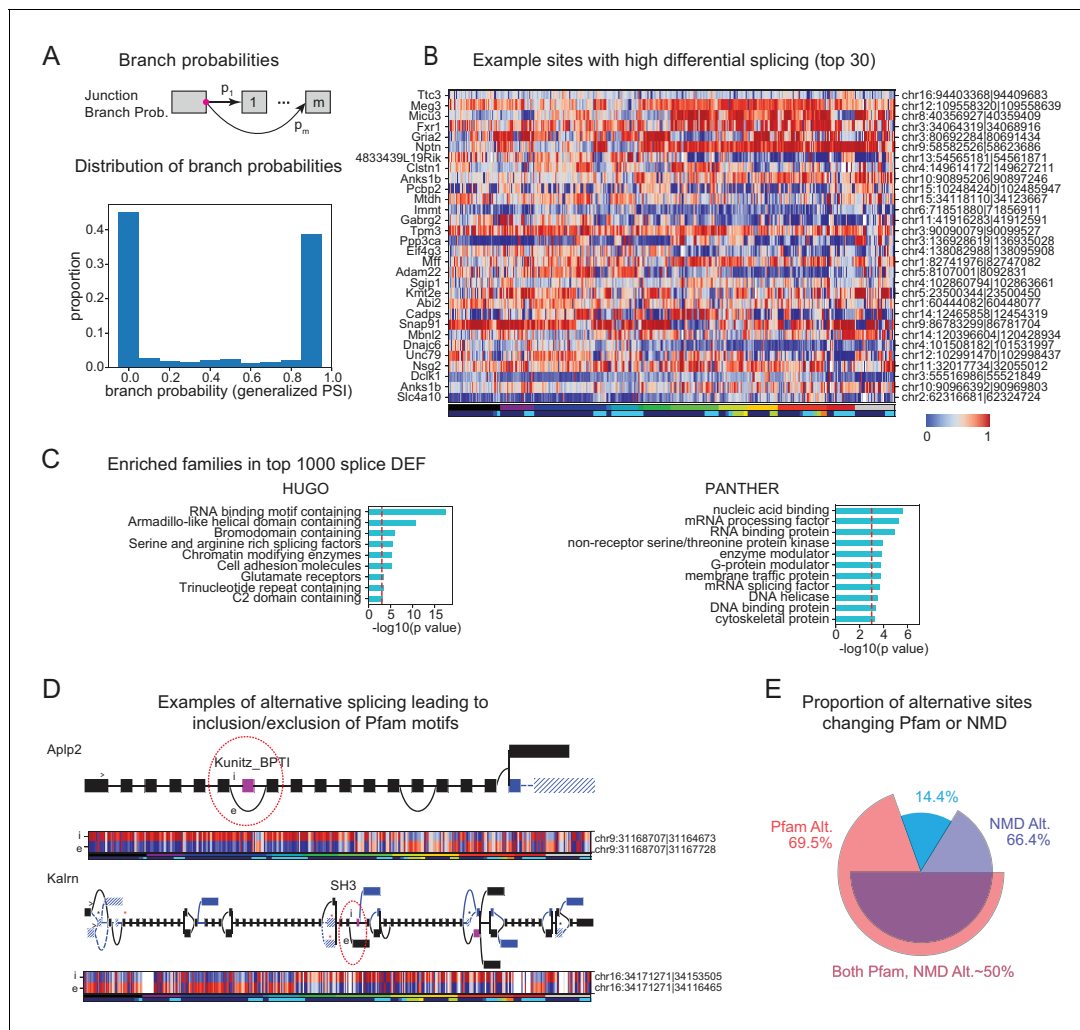 A
Branch probabilities
Junction
Branch Prob.
p1
1
...
m
pm
Distribution of branch probabilities
proportion
0.4
0.3
0.2
0.1
0.0
0.0 0.2 0.4 0.6 0.8 1.0
branch probability (generalized PSI)
B
Example sites with high differential splicing (top 30)
Ttc3 chr16:94403368|94409683
Meg3 chr12:109558320|109558639
Micu3 chr8:40356927|40359409
Fxr1 chr3:34064319|34068916
Gria2 chr3:80692284|80691434
Nptn chr9:58582526|58623686
4833439L19Rik chr13:54565181|54561871
Clstn1 chr4:149614172|149627211
Anks1b chr10:90895206|90897246
Pcbp2 chr15:102484240|102485947
Mtdh chr15:34118110|34123667
Immt chr6:71851880|71856911
Gabrg2 chr11:41916283|41912591
Tpm3 chr3:90090079|90099527
Ppp3ca chr3:136928619|136935028
Eif4g3 chr4:138082988|138095908
Mff chr1:82741976|82747082
Adam22 chr5:8107001|8092831
Sgip1 chr4:102860794|102863661
Kmt2e chr5:23500344|23500450
Abi2 chr1:60444082|60448077
Cadps chr14:12465858|12454319
Snap91 chr9:86783299|86781704
Mbnl2 chr14:120396604|120428934
Dnajc6 chr4:101508182|101531997
Unc79 chr12:102991470|102998437
Nsg2 chr11:32017734|32055012
Dclk1 chr3:55516986|55521849
Anks1b chr10:90966392|90969803
Slc4a10 chr2:62316681|62324724
0 1
C
Enriched families in top 1000 splice DEF
HUGO
RNA binding motif containing
Armadillo-like helical domain containing
Bromodomain containing
Serine and arginine rich splicing factors
Chromatin modifying enzymes
Cell adhesion molecules
Glutamate receptors
Trinucleotide repeat containing
C2 domain containing
0 5 10 15
-log10(p value)
PANTHER
nucleic acid binding
mRNA processing factor
RNA binding protein
non-receptor serine/threonine protein kinase
enzyme modulator
G-protein modulator
membrane traffic protein
mRNA splicing factor
DNA helicase
DNA binding protein
cytoskeletal protein
0 2 4 6
-log10(p value)
D
Examples of alternative splicing leading to
inclusion/exclusion of Pfam motifs
Aplp2
Kunitz_BPTI
>
i
e
i chr9:31168707|31164673
e chr9:31168707|31167728
Kalrn
SH3
i
e
i chr16:34171271|34153505
e chr16:34171271|34116465
E
Proportion of alternative sites
changing Pfam or NMD
14.4%
Pfam Alt.
69.5%
NMD Alt.
66.4%
Both Pfam, NMD Alt.~50%